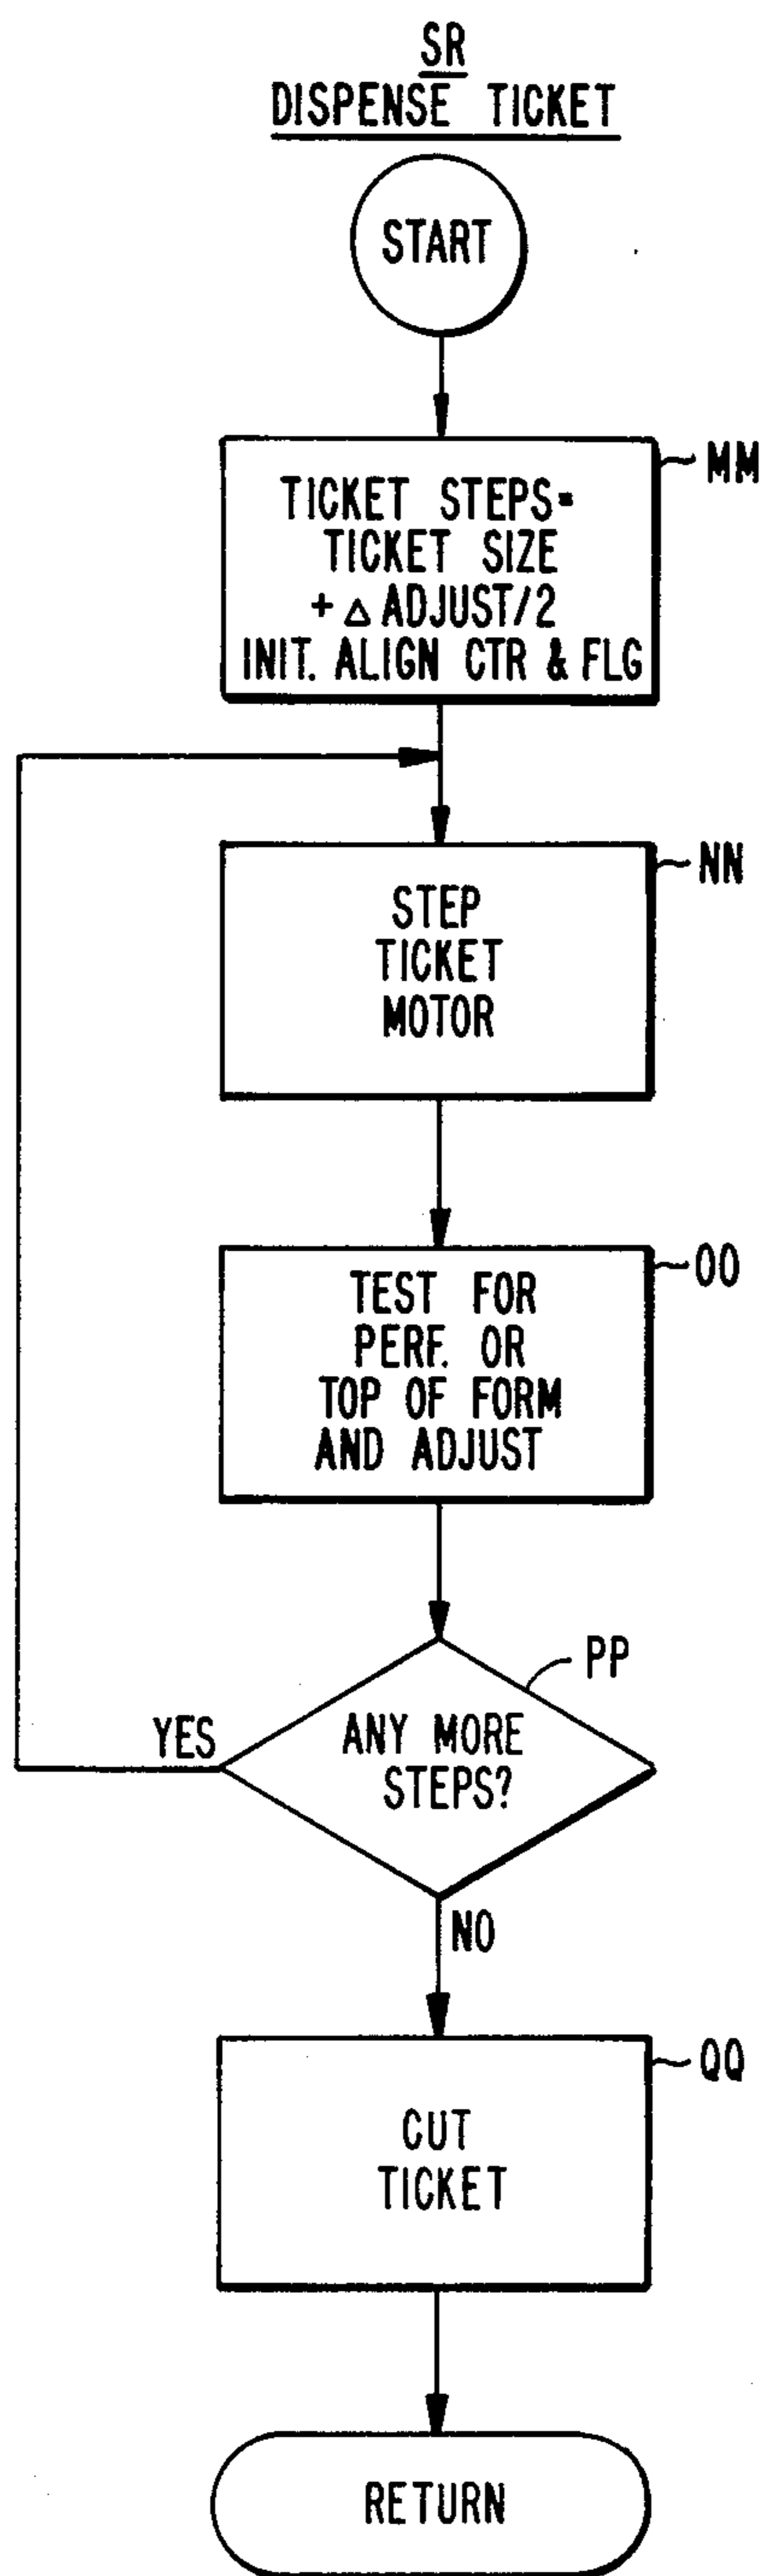 SR
DISPENSE TICKET
START
MM
TICKET STEPS=
TICKET SIZE
+ △ ADJUST/2
INIT. ALIGN CTR & FLG
NN
STEP
TICKET
MOTOR
OO
TEST FOR
PERF. OR
TOP OF FORM
AND ADJUST
PP
YES
ANY MORE
STEPS?
NO
QQ
CUT
TICKET
RETURN